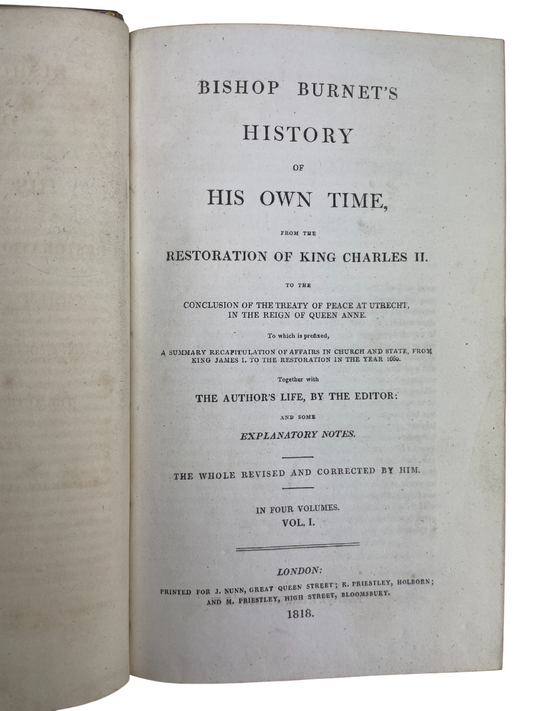 BISHOP BURNET'S
HISTORY
OF
HIS OWN TIME,
FROM THE
RESTORATION OF KING CHARLES II.
TO THE
CONCLUSION OF THE TREATY OF PEACE AT UTRECHT,
IN THE REIGN OF QUEEN ANNE.
To which is prefixed,
A SUMMARY RECAPITULATION OF AFFAIRS IN CHURCH AND STATE, FROM
KING JAMES I. TO THE RESTORATION IN THE YEAR 1660.
Together with
THE AUTHOR'S LIFE, BY THE EDITOR:
AND SOME
EXPLANATORY NOTES.
THE WHOLE REVISED AND CORRECTED BY HIM.
IN FOUR VOLUMES.
VOL. I.
LONDON:
PRINTED FOR J. NUNN, GREAT QUEEN STREET; R. PRIESTLEY, HOLBORN;
AND M. PRIESTLEY, HIGH STREET, BLOOMSBURY.
1818.